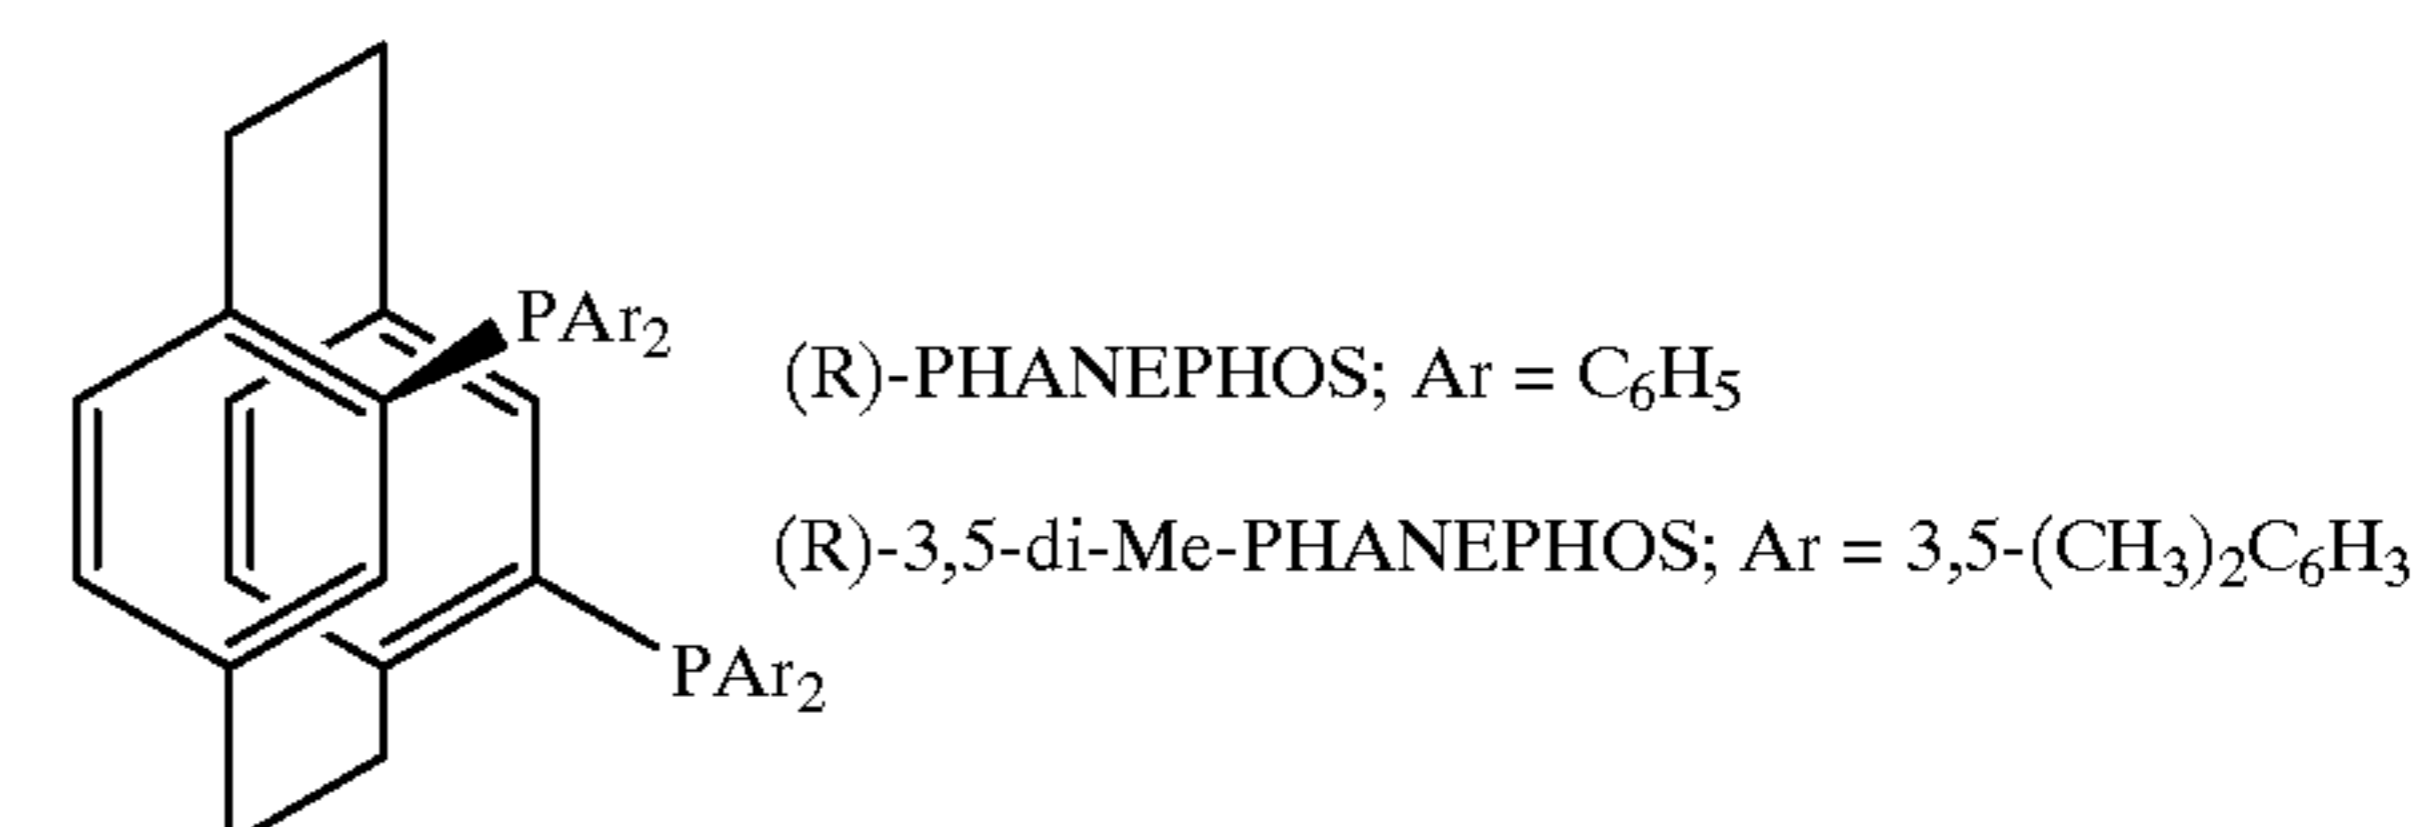 PAr₂
(R)-PHANEPHOS; Ar = C₆H₅
(R)-3,5-di-Me-PHANEPHOS; Ar = 3,5-(CH₃)₂C₆H₃
PAr₂